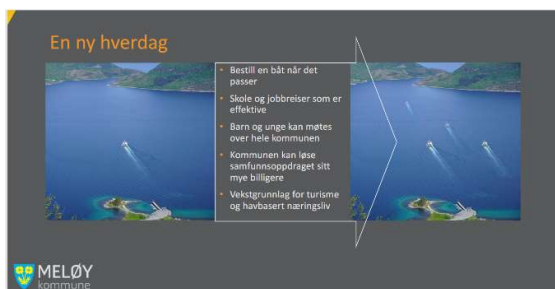 En ny hverdag
• Bestill en båt når det
passer
• Skole og jobbreiser som er
effektive
• Barn og unge kan møtes
over hele kommunen
• Kommunen kan løse
samfunnsoppdraget sitt
mye billigere
• Vekstgrunnlag for turisme
og havbasert næringsliv
MELØY
kommune